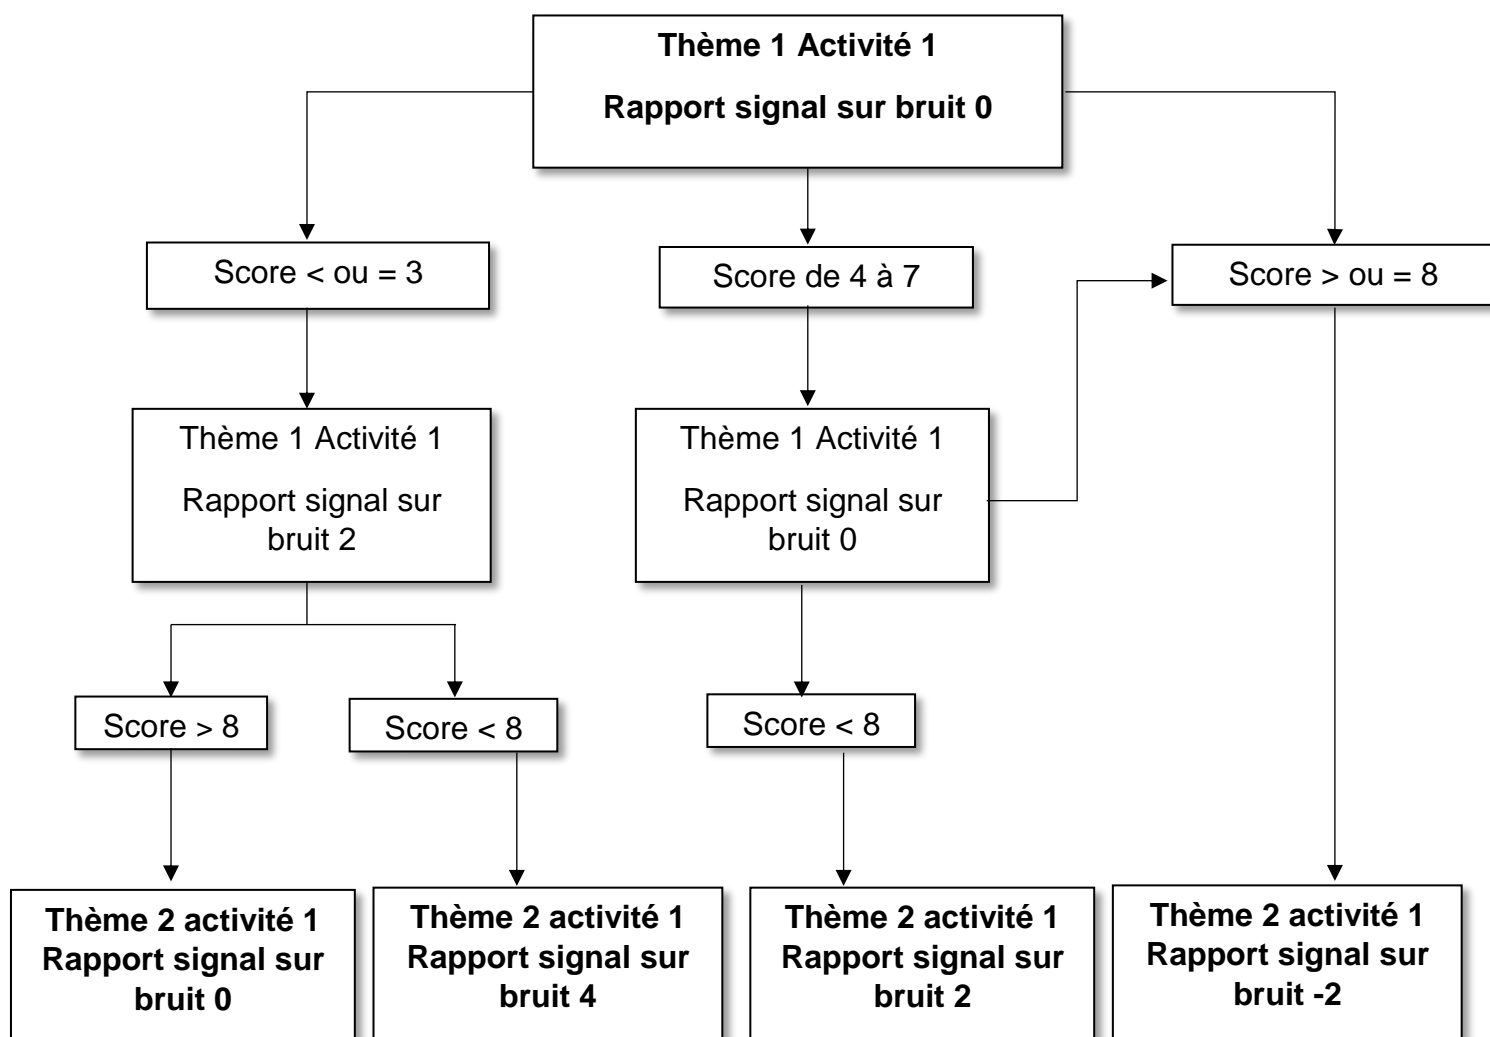 Thème 1 Activité 1
Rapport signal sur bruit 0
Score < ou = 3
Score de 4 à 7
Score > ou = 8
Thème 1 Activité 1
Rapport signal sur
bruit 2
Thème 1 Activité 1
Rapport signal sur
bruit 0
Score > 8
Score < 8
Score < 8
Thème 2 activité 1
Rapport signal sur
bruit 0
Thème 2 activité 1
Rapport signal sur
bruit 4
Thème 2 activité 1
Rapport signal sur
bruit 2
Thème 2 activité 1
Rapport signal sur
bruit -2